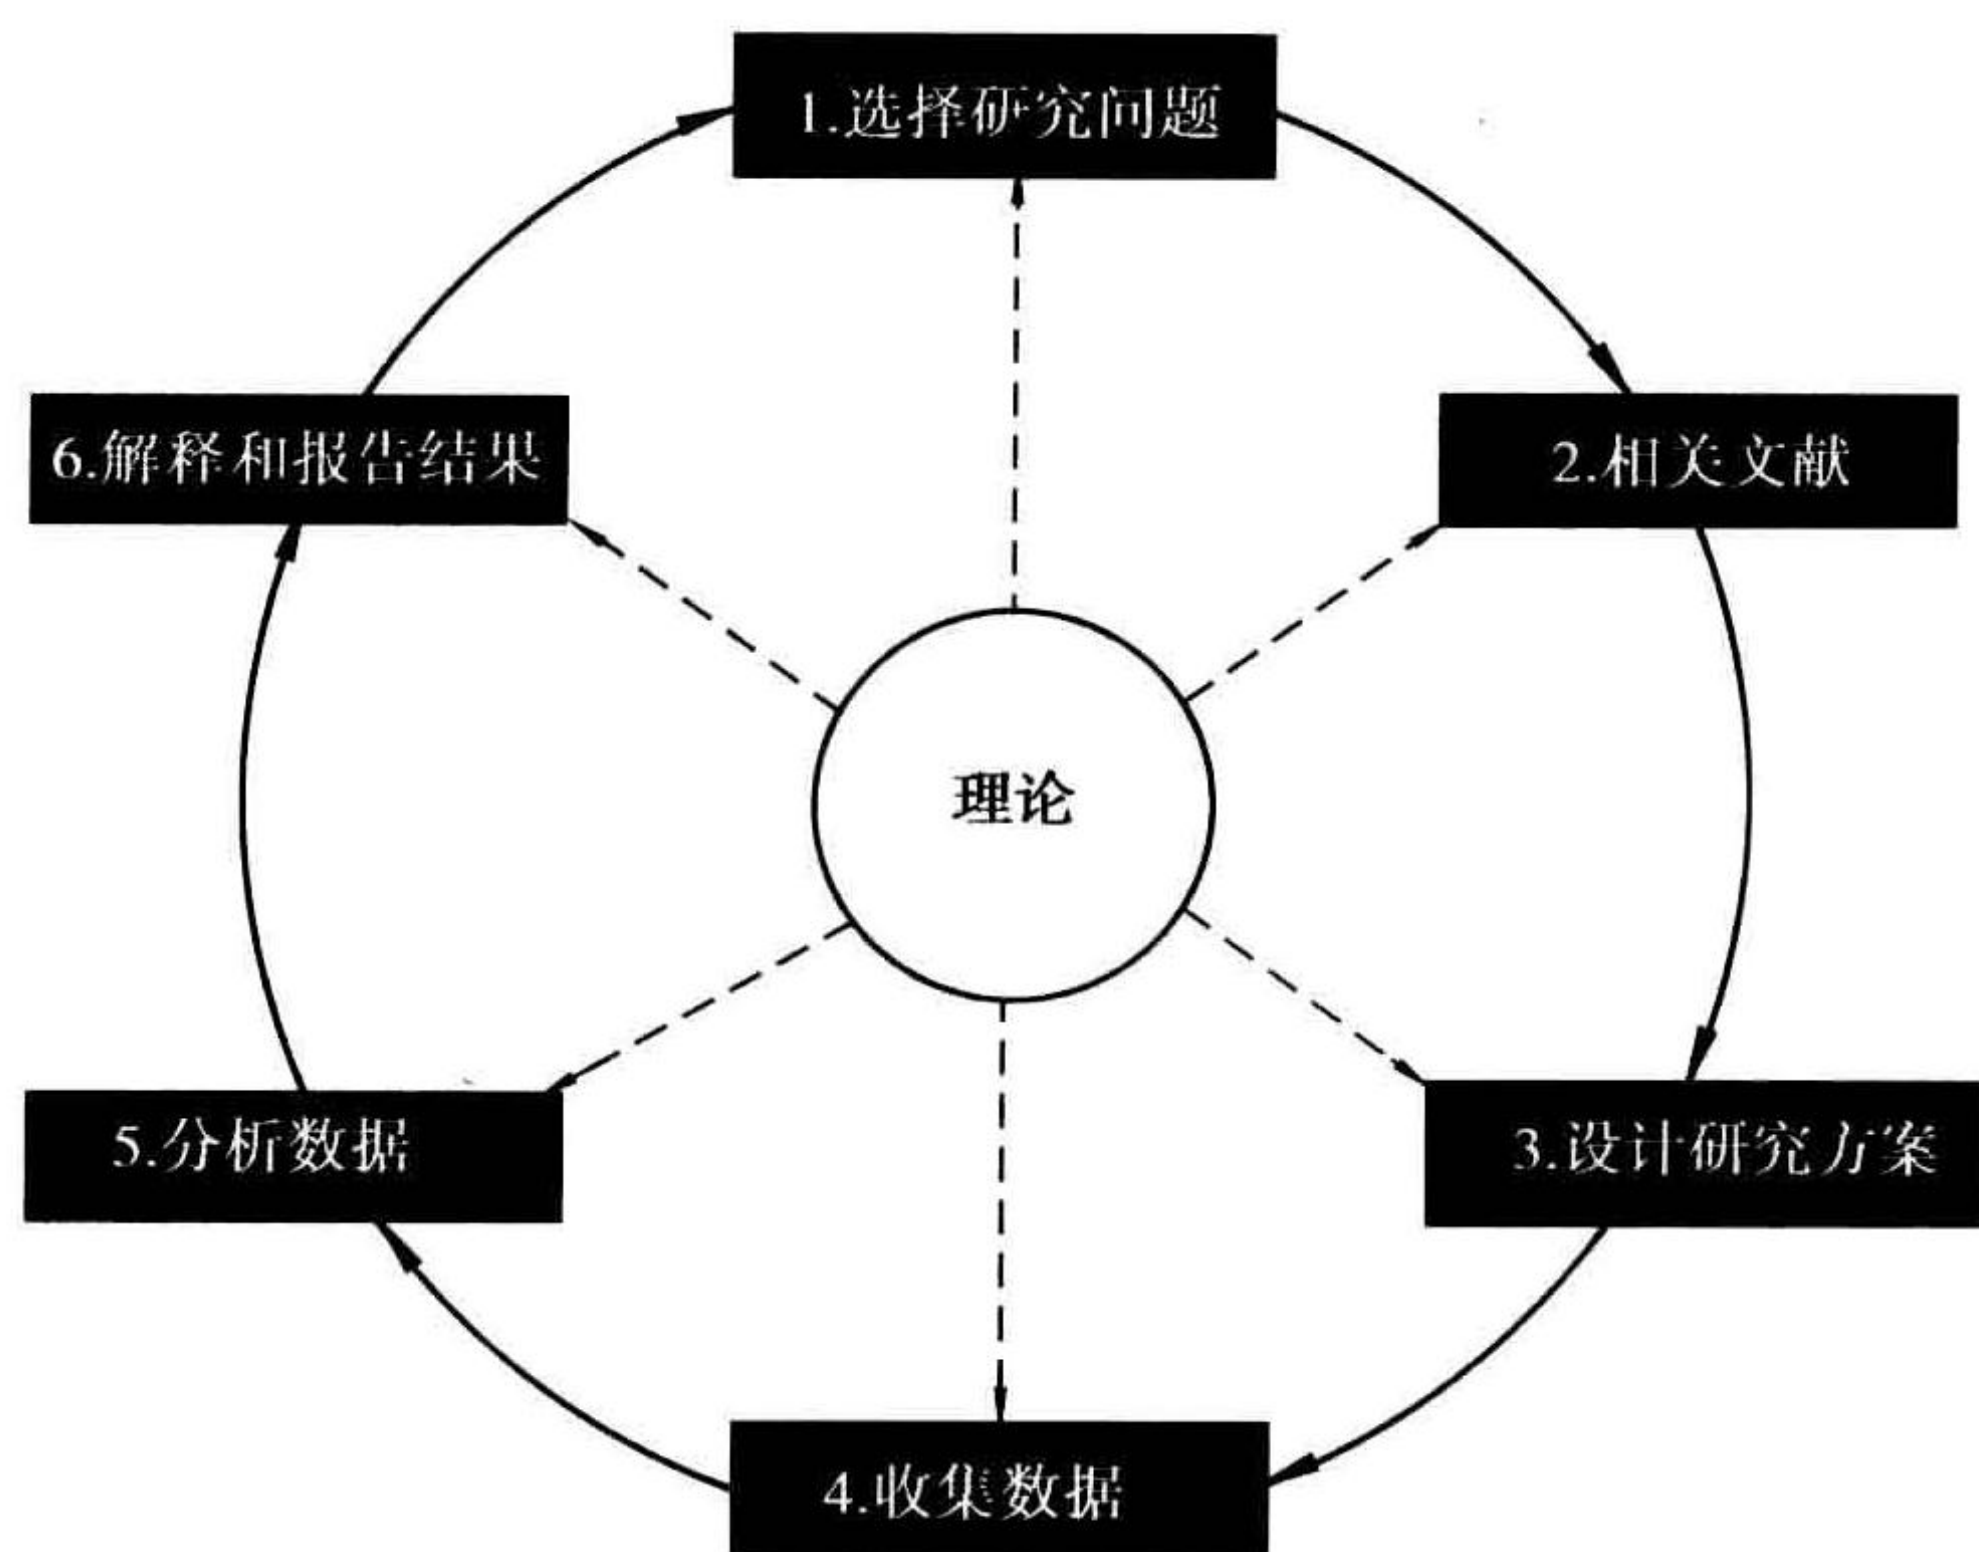 1.选择研究问题
2.相关文献
3.设计研究方案
4.收集数据
5.分析数据
6.解释和报告结果
理论